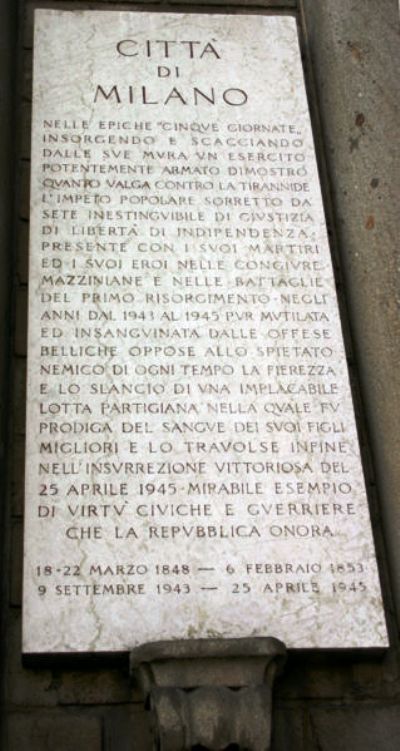 CITTÀ
DI
MILANO
NELLE EPICHE "CINQVE GIORNATE„
INSORGENDO E SCACCIANDO
DALLE SVE MVRA VN ESERCITO
POTENTEMENTE ARMATO DIMOSTRÒ
QVANTO VALGA CONTRO LA TIRANNIDE
L'IMPETO POPOLARE SORRETTO DA
SETE INESTINGVIBILE DI GIVSTIZIA
DI LIBERTÀ DI INDIPENDENZA.
PRESENTE CON I SVOI MARTIRI
ED I SVOI EROI NELLE CONGIVRE
MAZZINIANE E NELLE BATTAGLIE
DEL PRIMO RISORGIMENTO·NEGLI
ANNI DAL 1943 AL 1945 PVR MVTILATA
ED INSANGVINATA DALLE OFFESE
BELLICHE OPPOSE ALLO SPIETATO
NEMICO DI OGNI TEMPO LA FIEREZZA
E LO SLANCIO DI VNA IMPLACABILE
LOTTA PARTIGIANA NELLA QVALE FV
PRODIGA DEL SANGVE DEI SVOI FIGLI
MIGLIORI E LO TRAVOLSE INFINE
NELL'INSVRREZIONE VITTORIOSA DEL
25 APRILE 1945·MIRABILE ESEMPIO
DI VIRTV CIVICHE E GVERRIERE
CHE LA REPVBBLICA ONORA
18-22 MARZO 1848 — 6 FEBBRAIO 1853
9 SETTEMBRE 1943 — 25 APRILE 1945